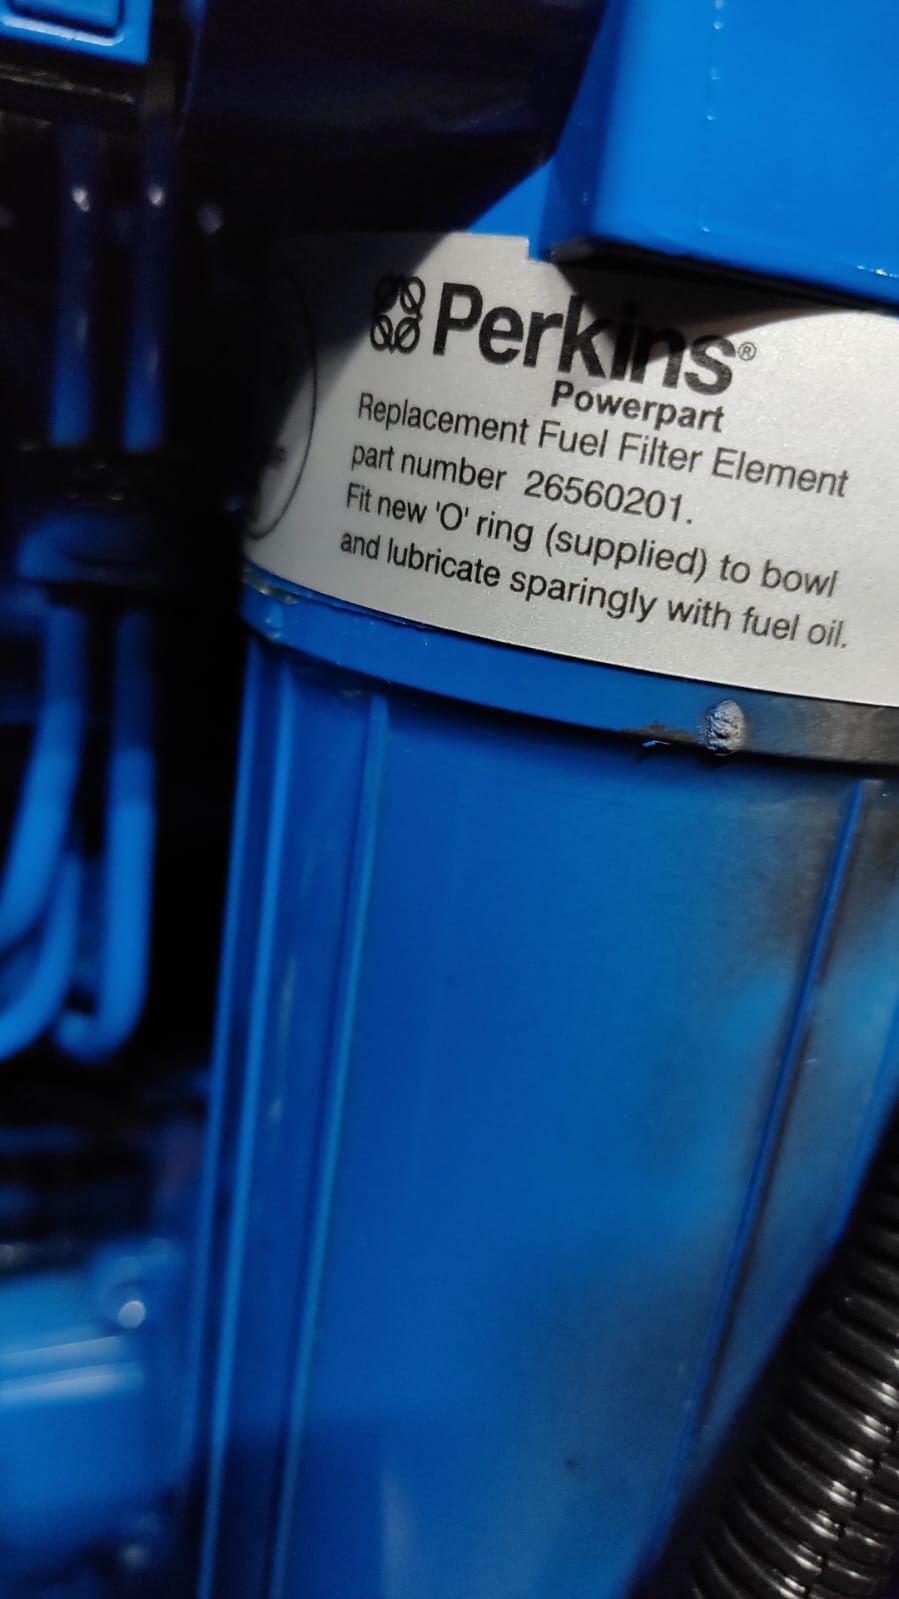 Perkins®
Powerpart
Replacement Fuel Filter Element
part number 26560201.
Fit new 'O' ring (supplied) to bowl
and lubricate sparingly with fuel oil.